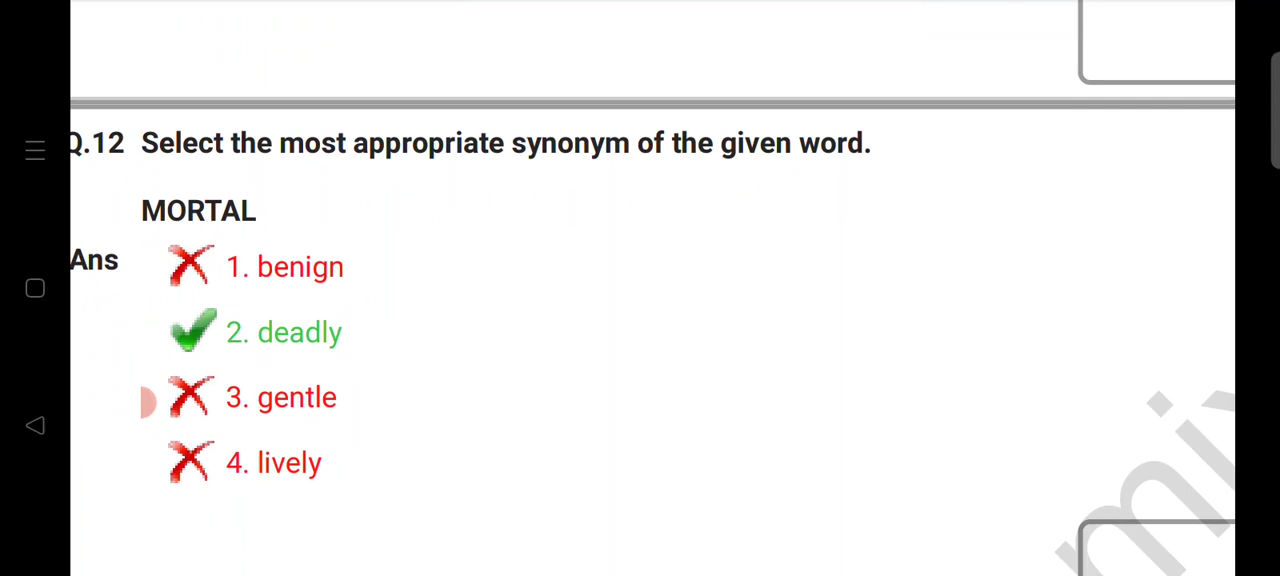 Q.12 Select the most appropriate synonym of the given word.
MORTAL
Ans
1. benign
2. deadly
3. gentle
4. lively